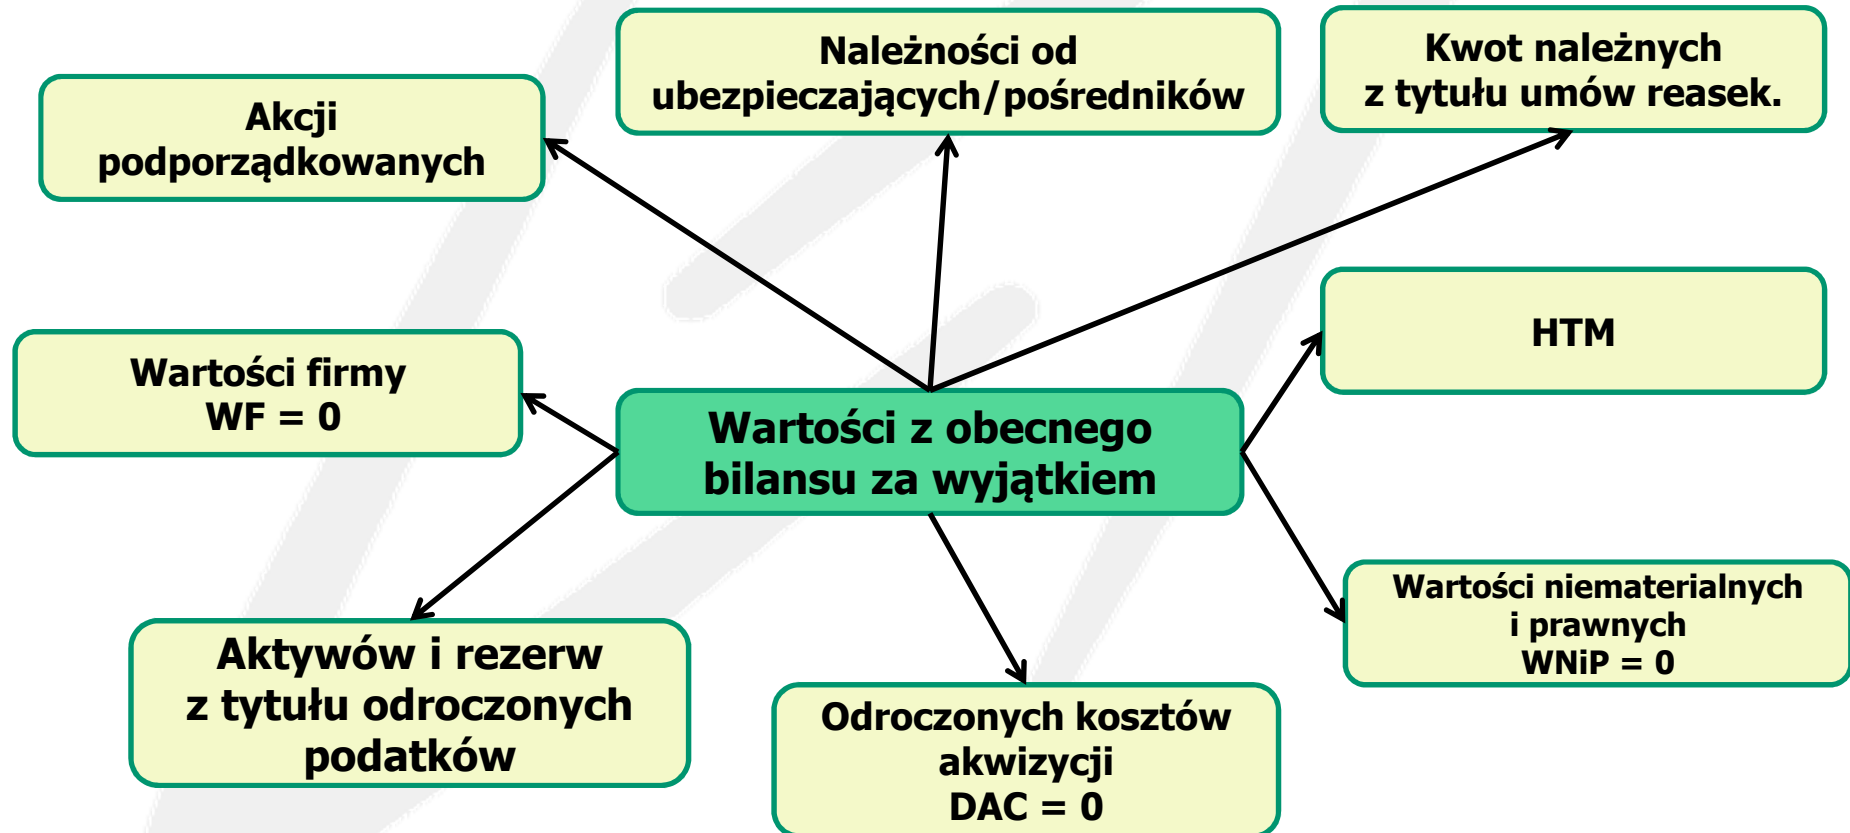 Akcji
podporządkowanych
Należności od
ubezpieczających/pośredników
Kwot należnych
z tytułu umów reasek.
Wartości firmy
WF = 0
Wartości z obecnego
bilansu za wyjątkiem
HTM
Aktywów i rezerw
z tytułu odroczonych
podatków
Odroczonych kosztów
akwizycji
DAC = 0
Wartości niematerialnych
i prawnych
WNiP = 0